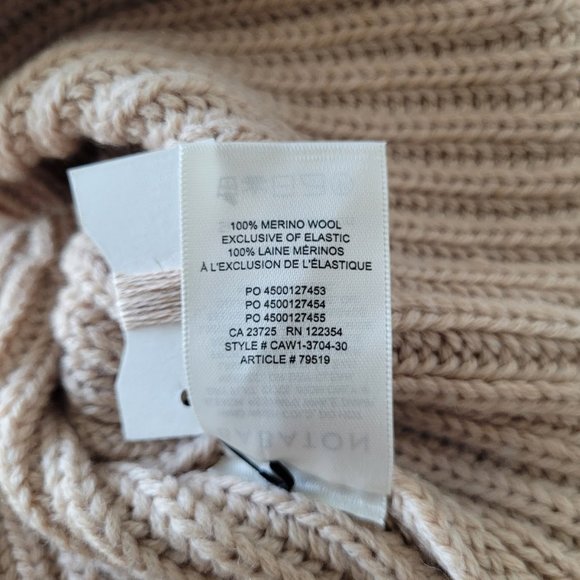 100% MERINO WOOL
EXCLUSIVE OF ELASTIC
100% LAINE MÉRINOS
À L'EXCLUSION DE L'ÉLASTIQUE
PO 4500127453
PO 4500127454
PO 4500127455
CA 23725 RN 122354
STYLE # CAW1-3704-30
ARTICLE # 79519